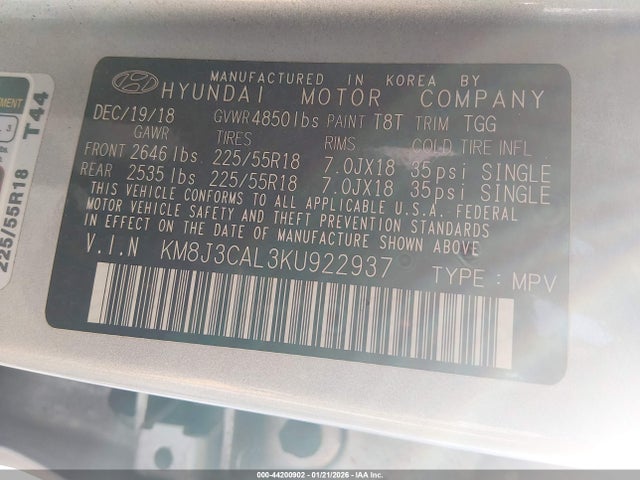 MANUFACTURED IN KOREA BY
HYUNDAI MOTOR COMPANY
DEC/19/18 GVWR 4850lbs PAINT T8T TRIM TGG
GAWR TIRES RIMS COLD TIRE INFL
FRONT 2646 lbs 225/55R18 7.0JX18 35psi SINGLE
REAR 2535 lbs 225/55R18 7.0JX18 35psi SINGLE
THIS VEHICLE CONFORMS TO ALL APPLICABLE U.S.A. FEDERAL
MOTOR VEHICLE SAFETY AND THEFT PREVENTION STANDARDS
IN EFFECT ON THE DATE OF MANUFACTURE SHOWN ABOVE
V.I.N KM8J3CAL3KU922937 TYPE: MPV
T44
225/55R18
000-44200902 - 01/21/2026 - IAA Inc.